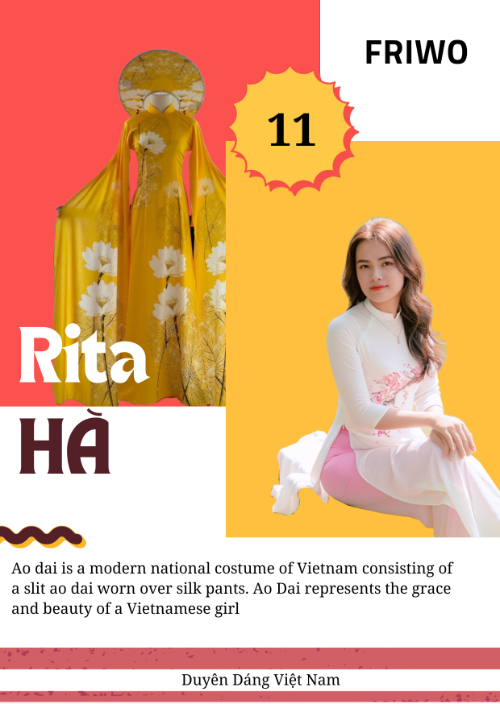 FRIWO
11
Rita
HÀ
Ao dai is a modern national costume of Vietnam consisting of
a slit ao dai worn over silk pants. Ao Dai represents the grace
and beauty of a Vietnamese girl
Duyên Dáng Việt Nam